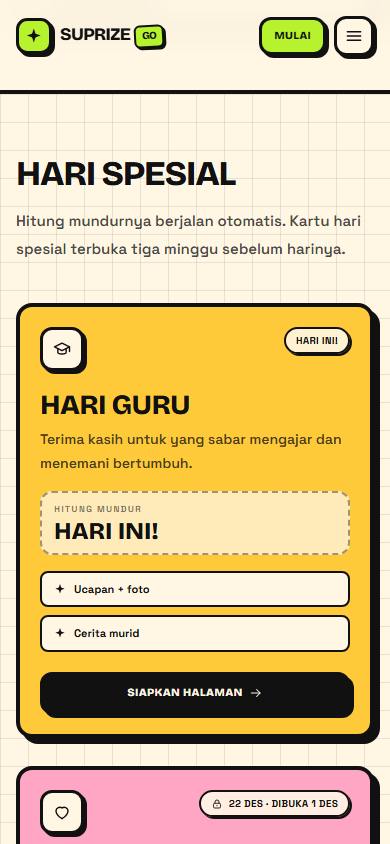 SUPRIZE GO
MULAI
HARI SPESIAL
Hitung mundurnya berjalan otomatis. Kartu hari
spesial terbuka tiga minggu sebelum harinya.
HARI INI!
HARI GURU
Terima kasih untuk yang sabar mengajar dan
menemani bertumbuh.
HITUNG MUNDUR
HARI INI!
Ucapan + foto
Cerita murid
SIAPKAN HALAMAN →
22 DES · DIBUKA 1 DES